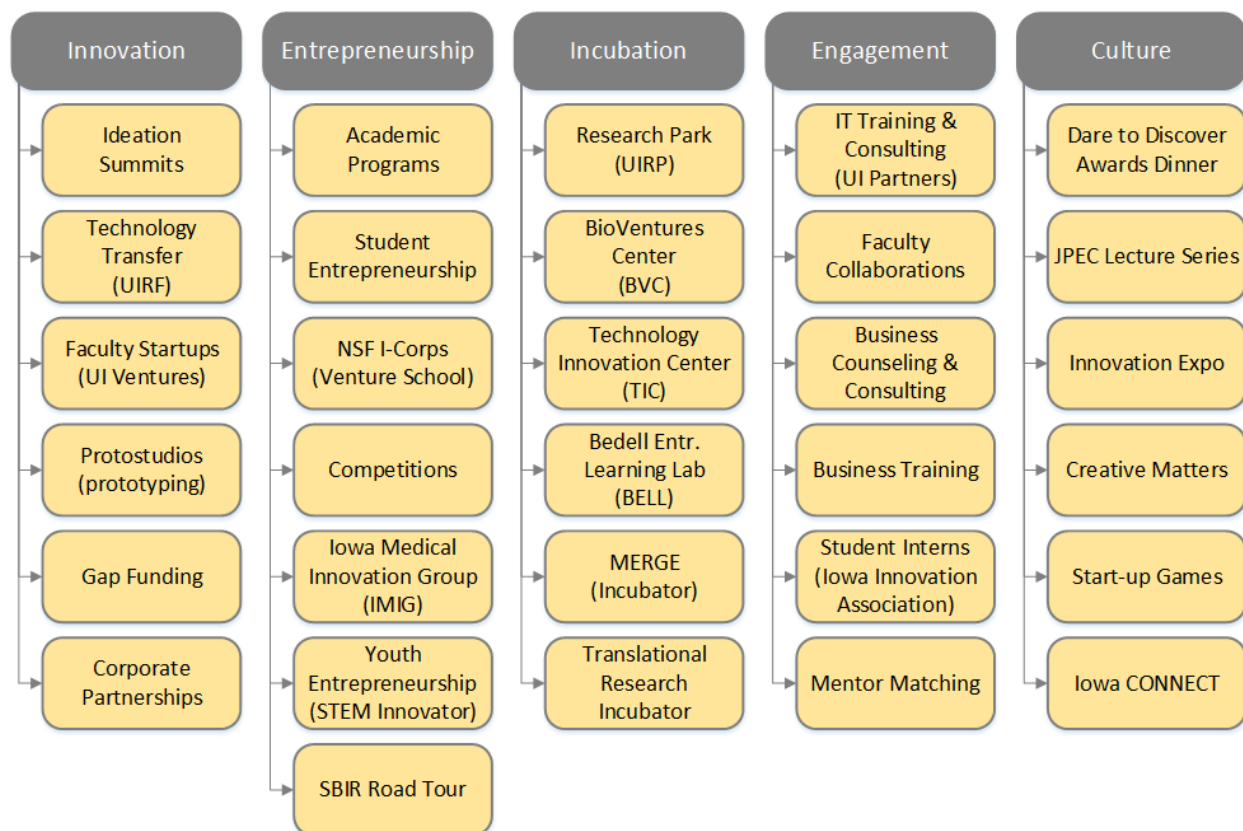 Innovation
Ideation
Summits
Technology
Transfer
(UIRF)
Faculty Startups
(UI Ventures)
Protostudios
(prototyping)
Gap Funding
Corporate
Partnerships
Entrepreneurship
Academic
Programs
Student
Entrepreneurship
NSF I-Corps
(Venture School)
Competitions
Iowa Medical
Innovation Group
(IMIG)
Youth
Entrepreneurship
(STEM Innovator)
SBIR Road Tour
Incubation
Research Park
(UIRP)
BioVentures
Center
(BVC)
Technology
Innovation Center
(TIC)
Bedell Entr.
Learning Lab
(BELL)
MERGE
(Incubator)
Translational
Research
Incubator
Engagement
IT Training &
Consulting
(UI Partners)
Faculty
Collaborations
Business
Counseling &
Consulting
Business Training
Student Interns
(Iowa Innovation
Association)
Mentor Matching
Culture
Dare to Discover
Awards Dinner
JPEC Lecture Series
Innovation Expo
Creative Matters
Start-up Games
Iowa CONNECT